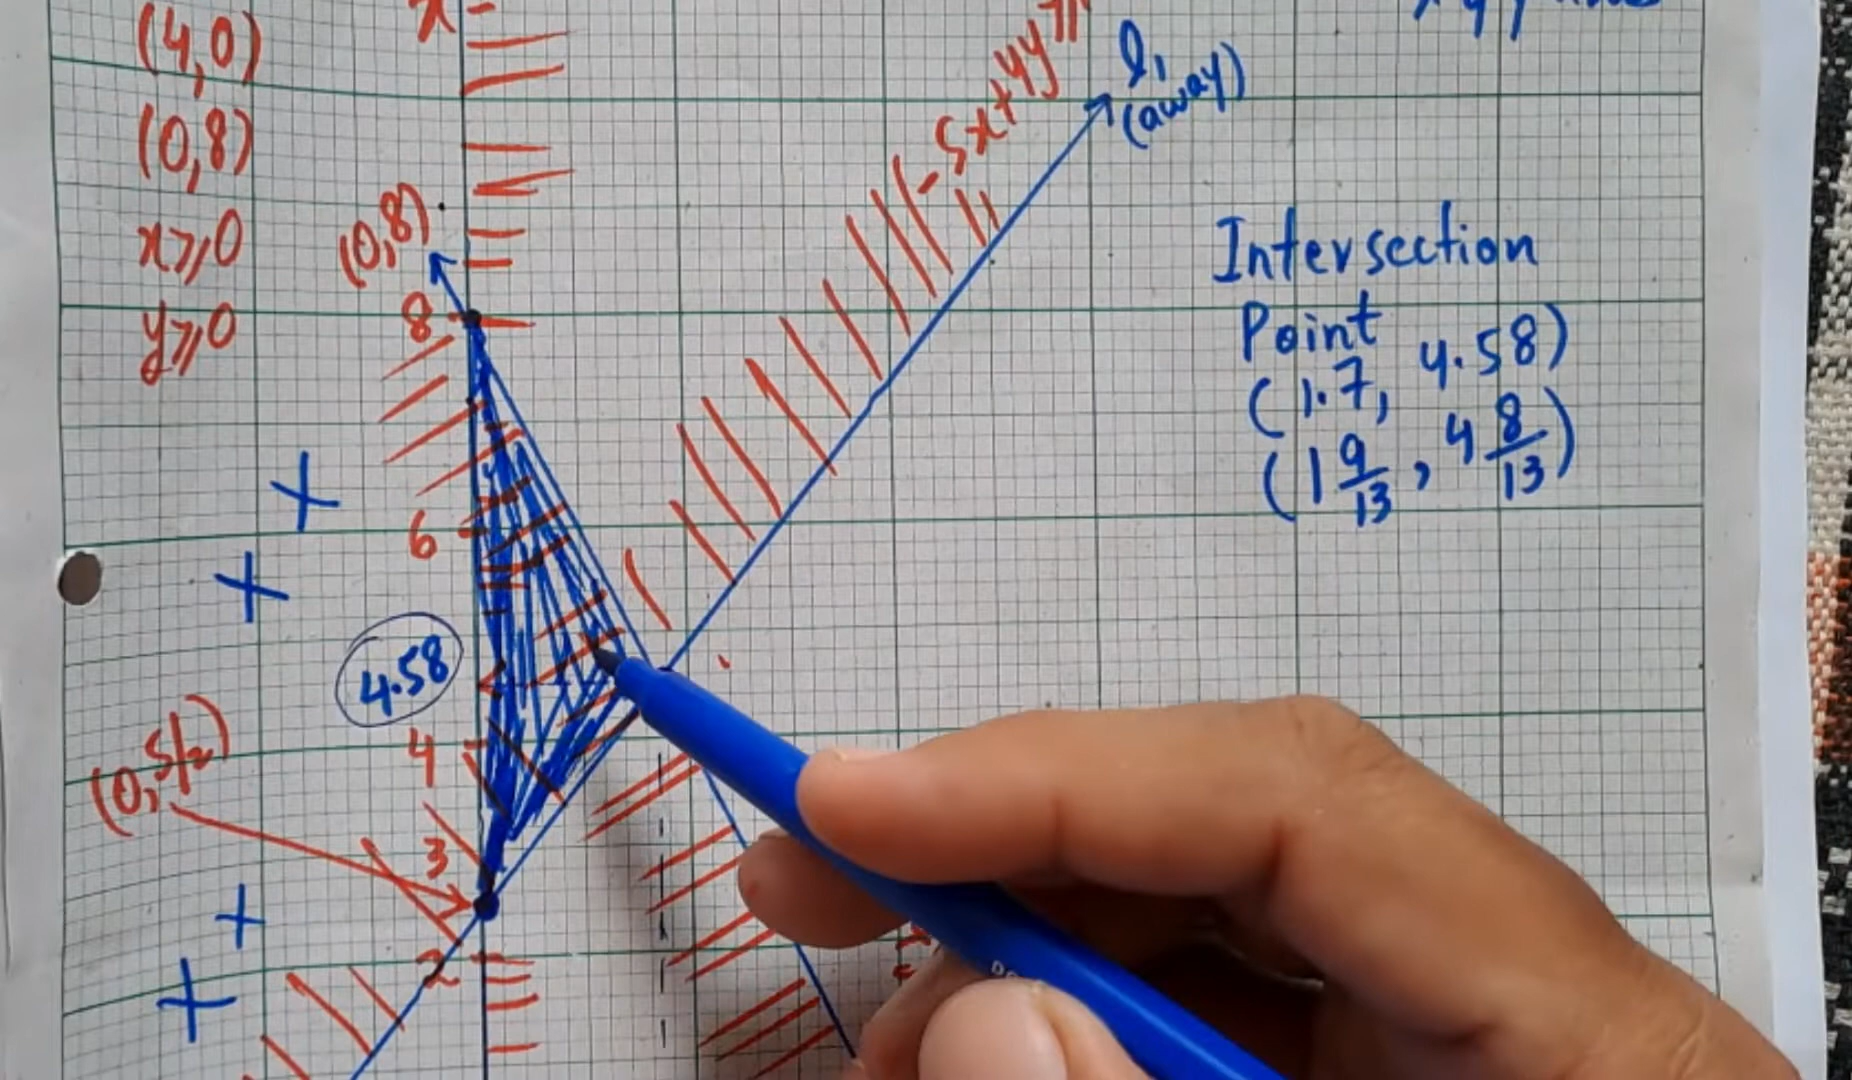 (4,0)
(0,8)
x≥0
y≥0
x
(0,8)
8
6
4.58
4
(0,5/2)
3
2
-5x+4y≥
l₁
(away)
Intersection
Point
(1.7, 4.58)
(1 9/13, 4 8/13)